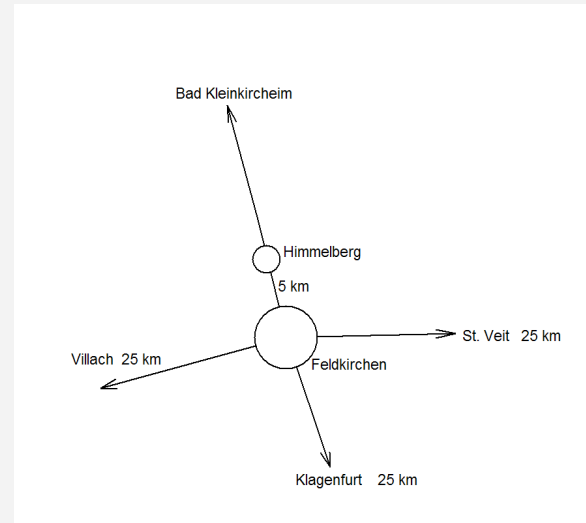 Bad Kleinkircheim
Himmelberg
5 km
St. Veit 25 km
Villach 25 km
Feldkirchen
Klagenfurt 25 km